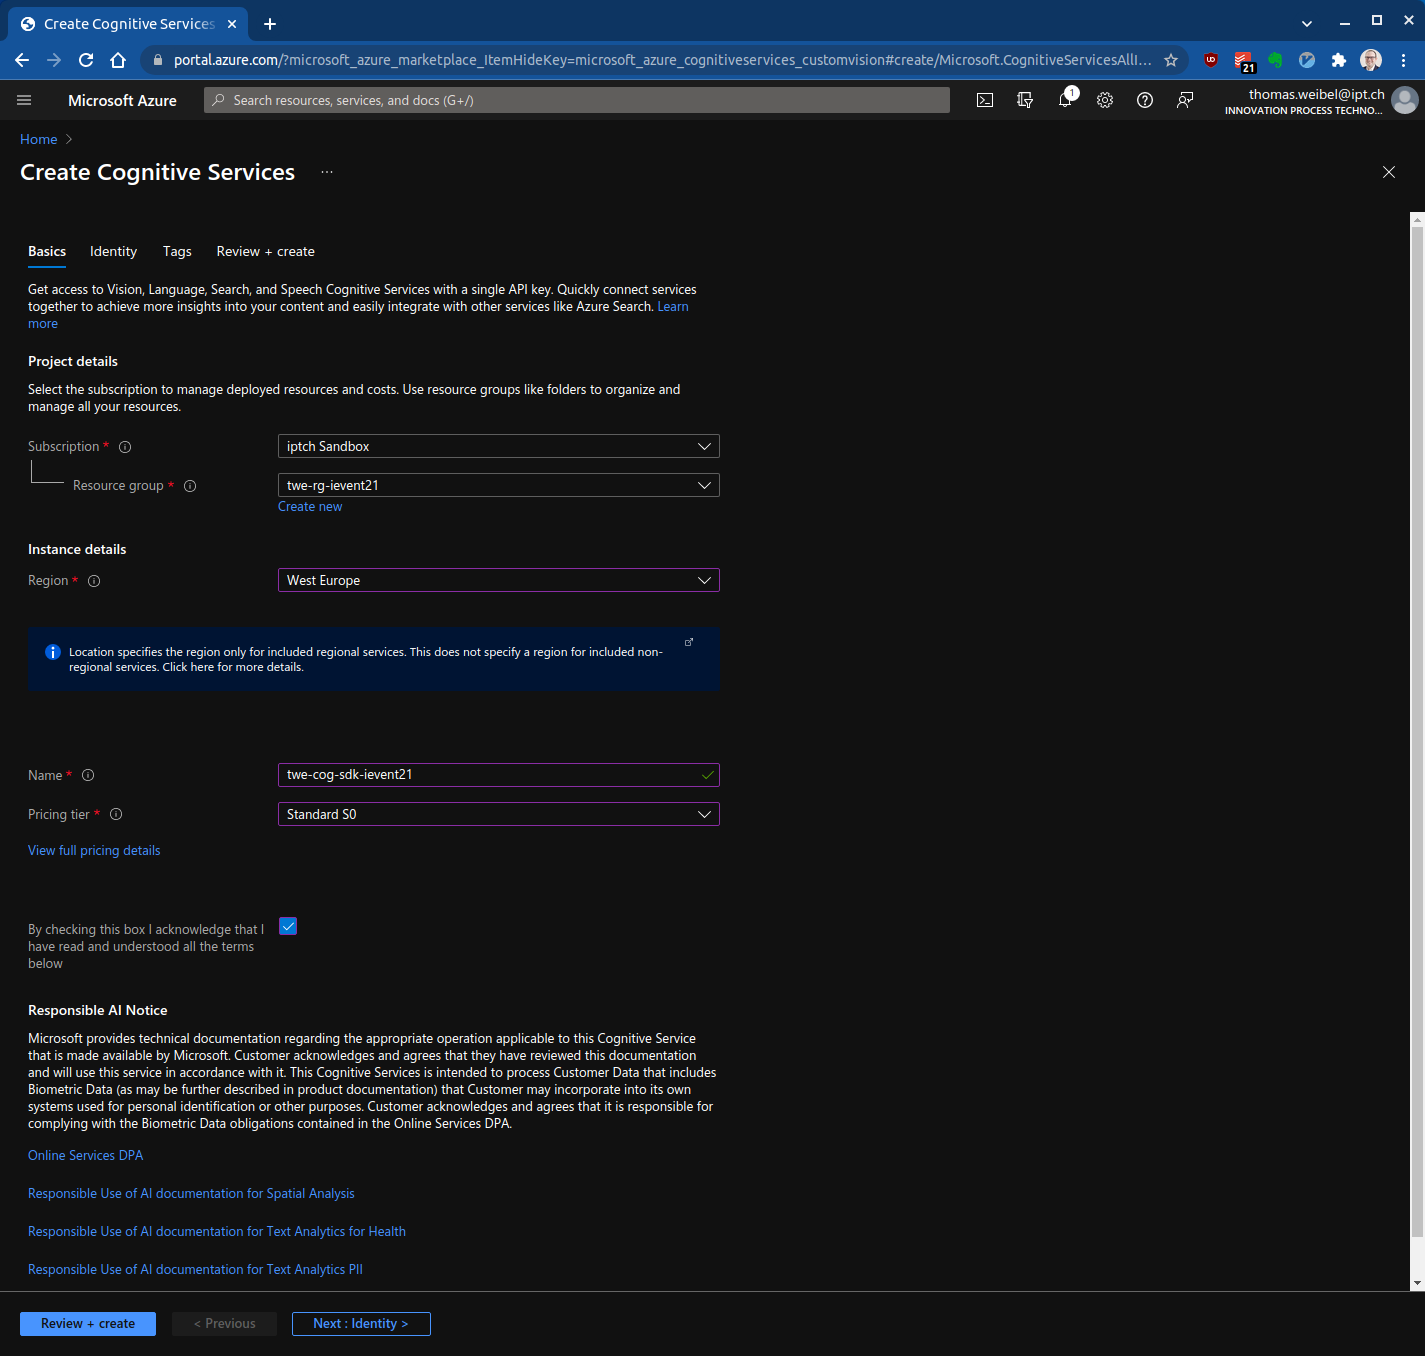 Create Cognitive Services
portal.azure.com/?microsoft_azure_marketplace_ItemHideKey=microsoft_azure_cognitiveservices_customvision#create/Microsoft.CognitiveServicesAllI...
21
Microsoft Azure
Search resources, services, and docs (G+/)
1
thomas.weibel@ipt.ch
INNOVATION PROCESS TECHNO...
Home >
Create Cognitive Services ...
Basics Identity Tags Review + create
Get access to Vision, Language, Search, and Speech Cognitive Services with a single API key. Quickly connect services
together to achieve more insights into your content and easily integrate with other services like Azure Search. Learn
more
Project details
Select the subscription to manage deployed resources and costs. Use resource groups like folders to organize and
manage all your resources.
Subscription * iptch Sandbox
Resource group * twe-rg-ievent21
Create new
Instance details
Region * West Europe
Location specifies the region only for included regional services. This does not specify a region for included non-
regional services. Click here for more details.
Name * twe-cog-sdk-ievent21
Pricing tier * Standard S0
View full pricing details
By checking this box I acknowledge that I
have read and understood all the terms
below
Responsible AI Notice
Microsoft provides technical documentation regarding the appropriate operation applicable to this Cognitive Service
that is made available by Microsoft. Customer acknowledges and agrees that they have reviewed this documentation
and will use this service in accordance with it. This Cognitive Services is intended to process Customer Data that includes
Biometric Data (as may be further described in product documentation) that Customer may incorporate into its own
systems used for personal identification or other purposes. Customer acknowledges and agrees that it is responsible for
complying with the Biometric Data obligations contained in the Online Services DPA.
Online Services DPA
Responsible Use of AI documentation for Spatial Analysis
Responsible Use of AI documentation for Text Analytics for Health
Responsible Use of AI documentation for Text Analytics PII
Review + create < Previous Next : Identity >